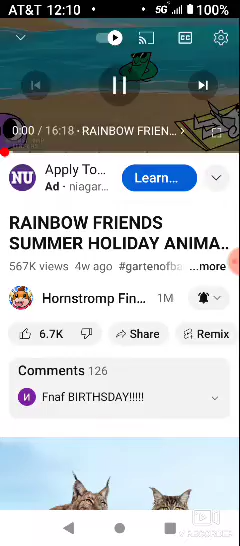 AT&T 12:10 5G 100%
0:00 / 16:18 · RAINBOW FRIEN...
NU
Apply To...
Ad · niagar...
Learn...
RAINBOW FRIENDS
SUMMER HOLIDAY ANIMA..
567K views 4w ago #gartenofba ...more
Hornstromp Fin... 1M
6.7K Share Remix
Comments 126
Fnaf BIRTHSDAY!!!!!